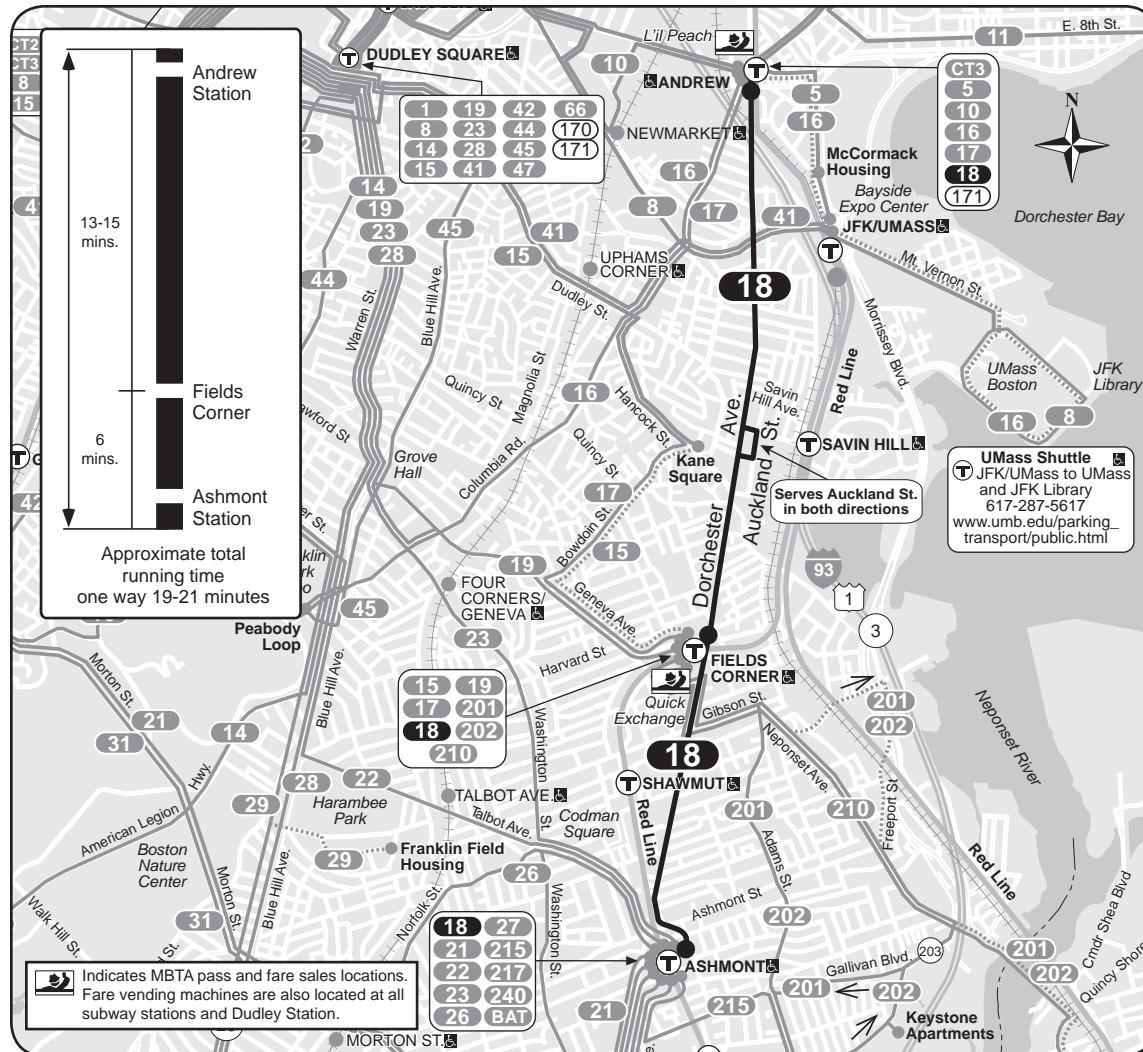 CT2
CT3
8
15
4
42
Andrew
Station
13-15
mins.
Fields
Corner
6
mins.
Ashmont
Station
Approximate total
running time
one way 19-21 minutes
DUDLEY SQUARE
1 19 42 66
8 23 44 170
14 28 45 171
15 41 47
L'il Peach
ANDREW
10
NEWMARKET
5
16
11
E. 8th St.
CT3
5
10
16
17
18
171
N
McCormack
Housing
Bayside
Expo Center
JFK/UMASS
Dorchester Bay
14
19
23
28
45
41
15
16
8
17
41
44
UPHAMS
CORNER
Dudley St.
18
Mt. Vernon St.
Morrissey Blvd.
Warren St.
Blue Hill Ave.
Magnolia St
Quincy St
16
Hancock St.
Savin
Hill Ave.
Red Line
UMass
Boston
JFK
Library
16
8
Grove
Hall
Columbia Rd.
Quincy St
Kane
Square
Dorchester Ave.
Auckland St.
SAVIN HILL
Serves Auckland St.
in both directions
UMass Shuttle
JFK/UMass to UMass
and JFK Library
617-287-5617
www.umb.edu/parking_
transport/public.html
17
Bowdoin St.
15
19
Geneva Ave.
93
1
3
FOUR
CORNERS/
GENEVA
45
Peabody
Loop
23
Harvard St
FIELDS
CORNER
Quick
Exchange
Gibson St.
201
202
Neponset River
15 19
17 201
18 202
210
Morton St.
21
31
14
Hwy.
Blue Hill Ave.
28
22
29
Harambee
Park
Washington St.
18
SHAWMUT
TALBOT AVE.
Talbot Ave.
Codman
Square
Red Line
201
Neponset Ave.
210
Freeport St
Adams St.
American Legion
Boston
Nature
Center
29
Franklin Field
Housing
26
Red Line
Morton St.
Blue Hill Ave.
31
Walk Hill St.
Norfolk St.
Washington St.
Ashmont St
202
18 27
21 215
22 217
23 240
26 BAT
ASHMONT
Gallivan Blvd.
203
201
202
201
202
Cmdr Shea Blvd
21
215
Keystone
Apartments
MORTON ST.
Indicates MBTA pass and fare sales locations.
Fare vending machines are also located at all
subway stations and Dudley Station.